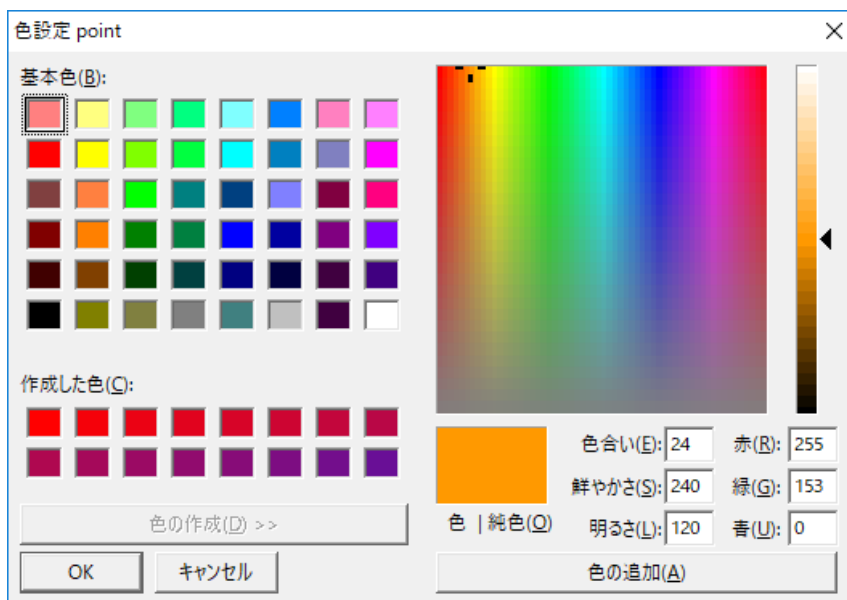 色設定 point
基本色(B):
作成した色(C):
色の作成(D) >>
OK
キャンセル
色 | 純色(O)
色合い(E): 24
赤(R): 255
鮮やかさ(S): 240
緑(G): 153
明るさ(L): 120
青(U): 0
色の追加(A)